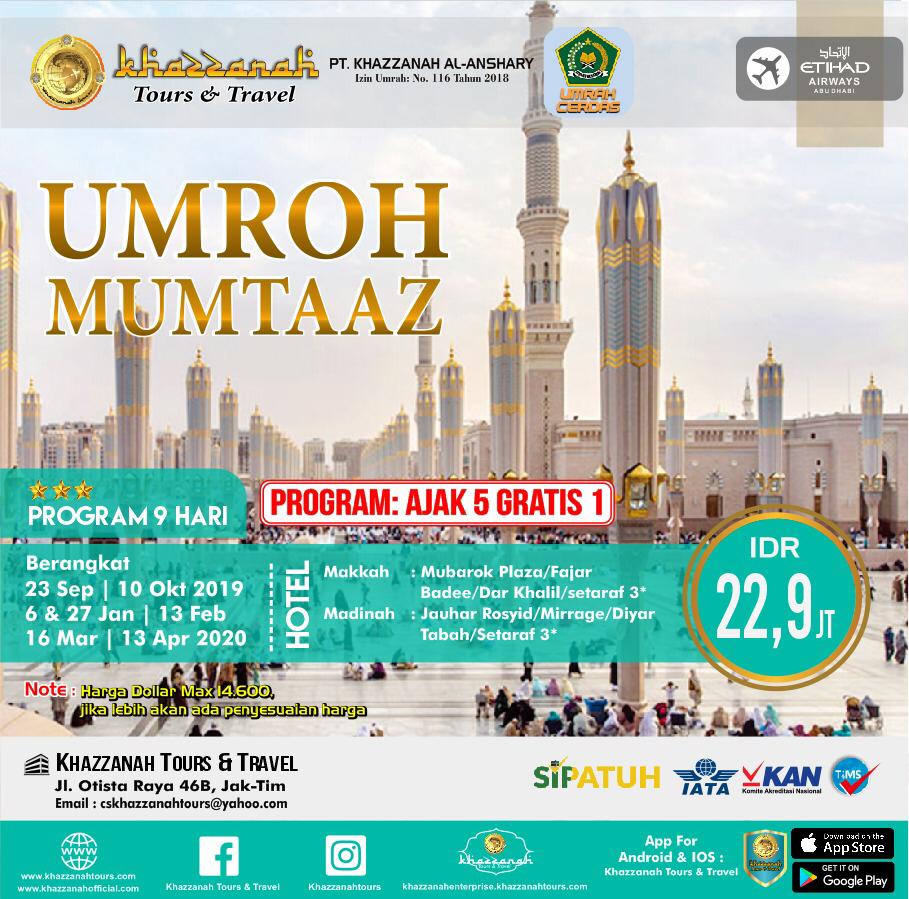 khazzanah
Tours & Travel
PT. KHAZZANAH AL-ANSHARY
Izin Umrah: No. 116 Tahun 2018
UMRAH
CERDAS
الإتحاد
ETIHAD
AIRWAYS
ABU DHABI
UMROH
MUMTAAZ
PROGRAM 9 HARI
PROGRAM: AJAK 5 GRATIS 1
Berangkat
23 Sep | 10 Okt 2019
6 & 27 Jan | 13 Feb
16 Mar | 13 Apr 2020
HOTEL
Makkah : Mubarok Plaza/Fajar
Badee/Dar Khalil/setaraf 3*
Madinah : Jauhar Rosyid/Mirrage/Diyar
Tabah/Setaraf 3*
IDR
22,9 JT
Note : Harga Dollar Max 14.600,
jika lebih akan ada penyesuaian harga
KHAZZANAH TOURS & TRAVEL
Jl. Otista Raya 46B, Jak-Tim
Email : cskhazzanahtours@yahoo.com
SIPATUH
IATA
KAN
Komite Akreditasi Nasional
TiMS
www.khazzanahtours.com
www.khazzanahofficial.com
Khazzanah Tours & Travel
Khazzanahtours
khazzanah
Tours & Travel
khazzanahenterprise.khazzanahtours.com
App For
Android & IOS :
Khazzanah Tours & Travel
Download on the
App Store
GET IT ON
Google Play